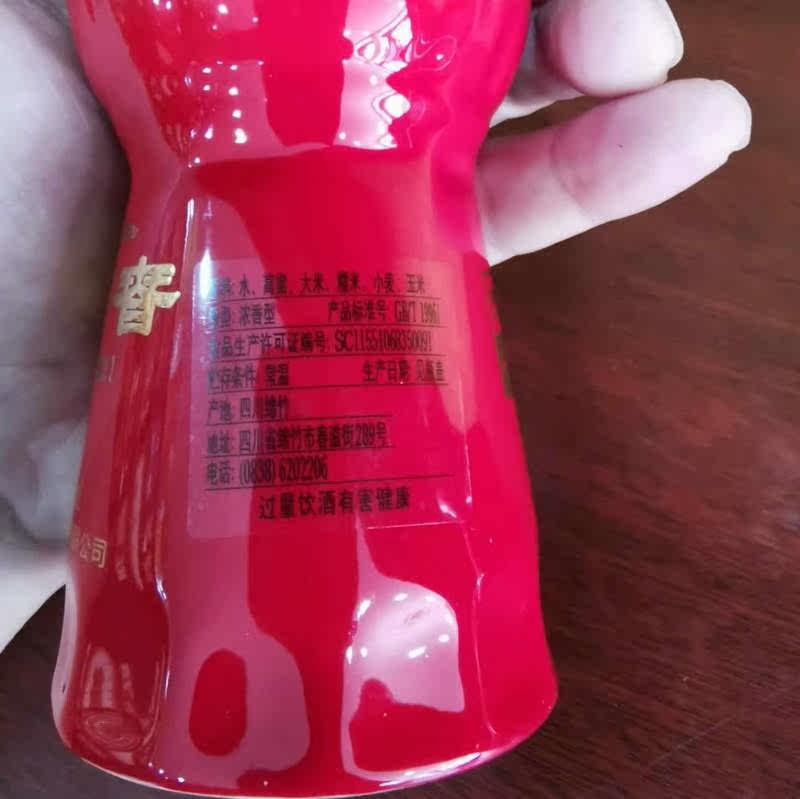 春
原料: 水、高粱、大米、糯米、小麦、玉米
香型: 浓香型 产品标准号 GB/T 10781.1
食品生产许可证编号: SC11551068350091
贮存条件: 常温 生产日期: 见瓶盖
产地: 四川绵竹
地址: 四川省绵竹市春溢街289号
电话: (0838) 6202206
过量饮酒有害健康
公司